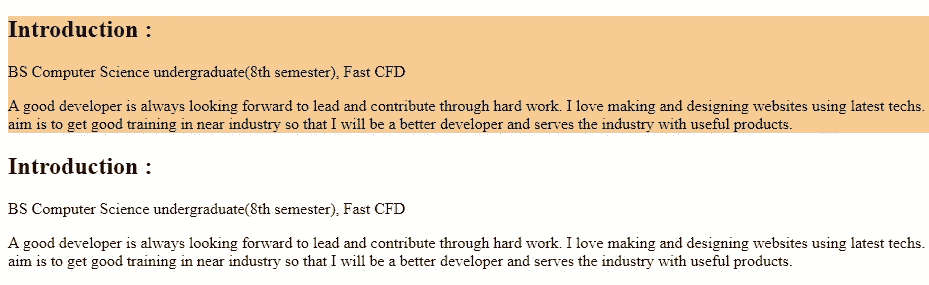 Introduction :
BS Computer Science undergraduate(8th semester), Fast CFD
A good developer is always looking forward to lead and contribute through hard work. I love making and designing websites using latest techs.
aim is to get good training in near industry so that I will be a better developer and serves the industry with useful products.
Introduction :
BS Computer Science undergraduate(8th semester), Fast CFD
A good developer is always looking forward to lead and contribute through hard work. I love making and designing websites using latest techs.
aim is to get good training in near industry so that I will be a better developer and serves the industry with useful products.